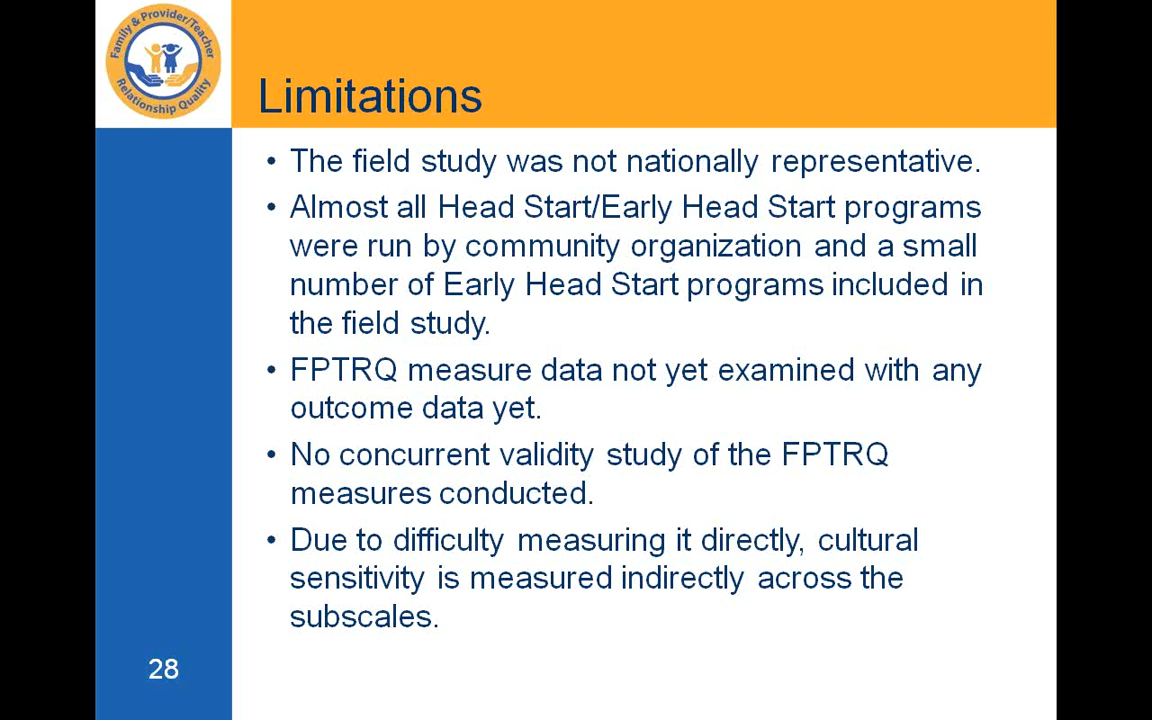 Family & Provider/Teacher
Relationship Quality
Limitations
• The field study was not nationally representative.
• Almost all Head Start/Early Head Start programs
were run by community organization and a small
number of Early Head Start programs included in
the field study.
• FPTRQ measure data not yet examined with any
outcome data yet.
• No concurrent validity study of the FPTRQ
measures conducted.
• Due to difficulty measuring it directly, cultural
sensitivity is measured indirectly across the
subscales.
28